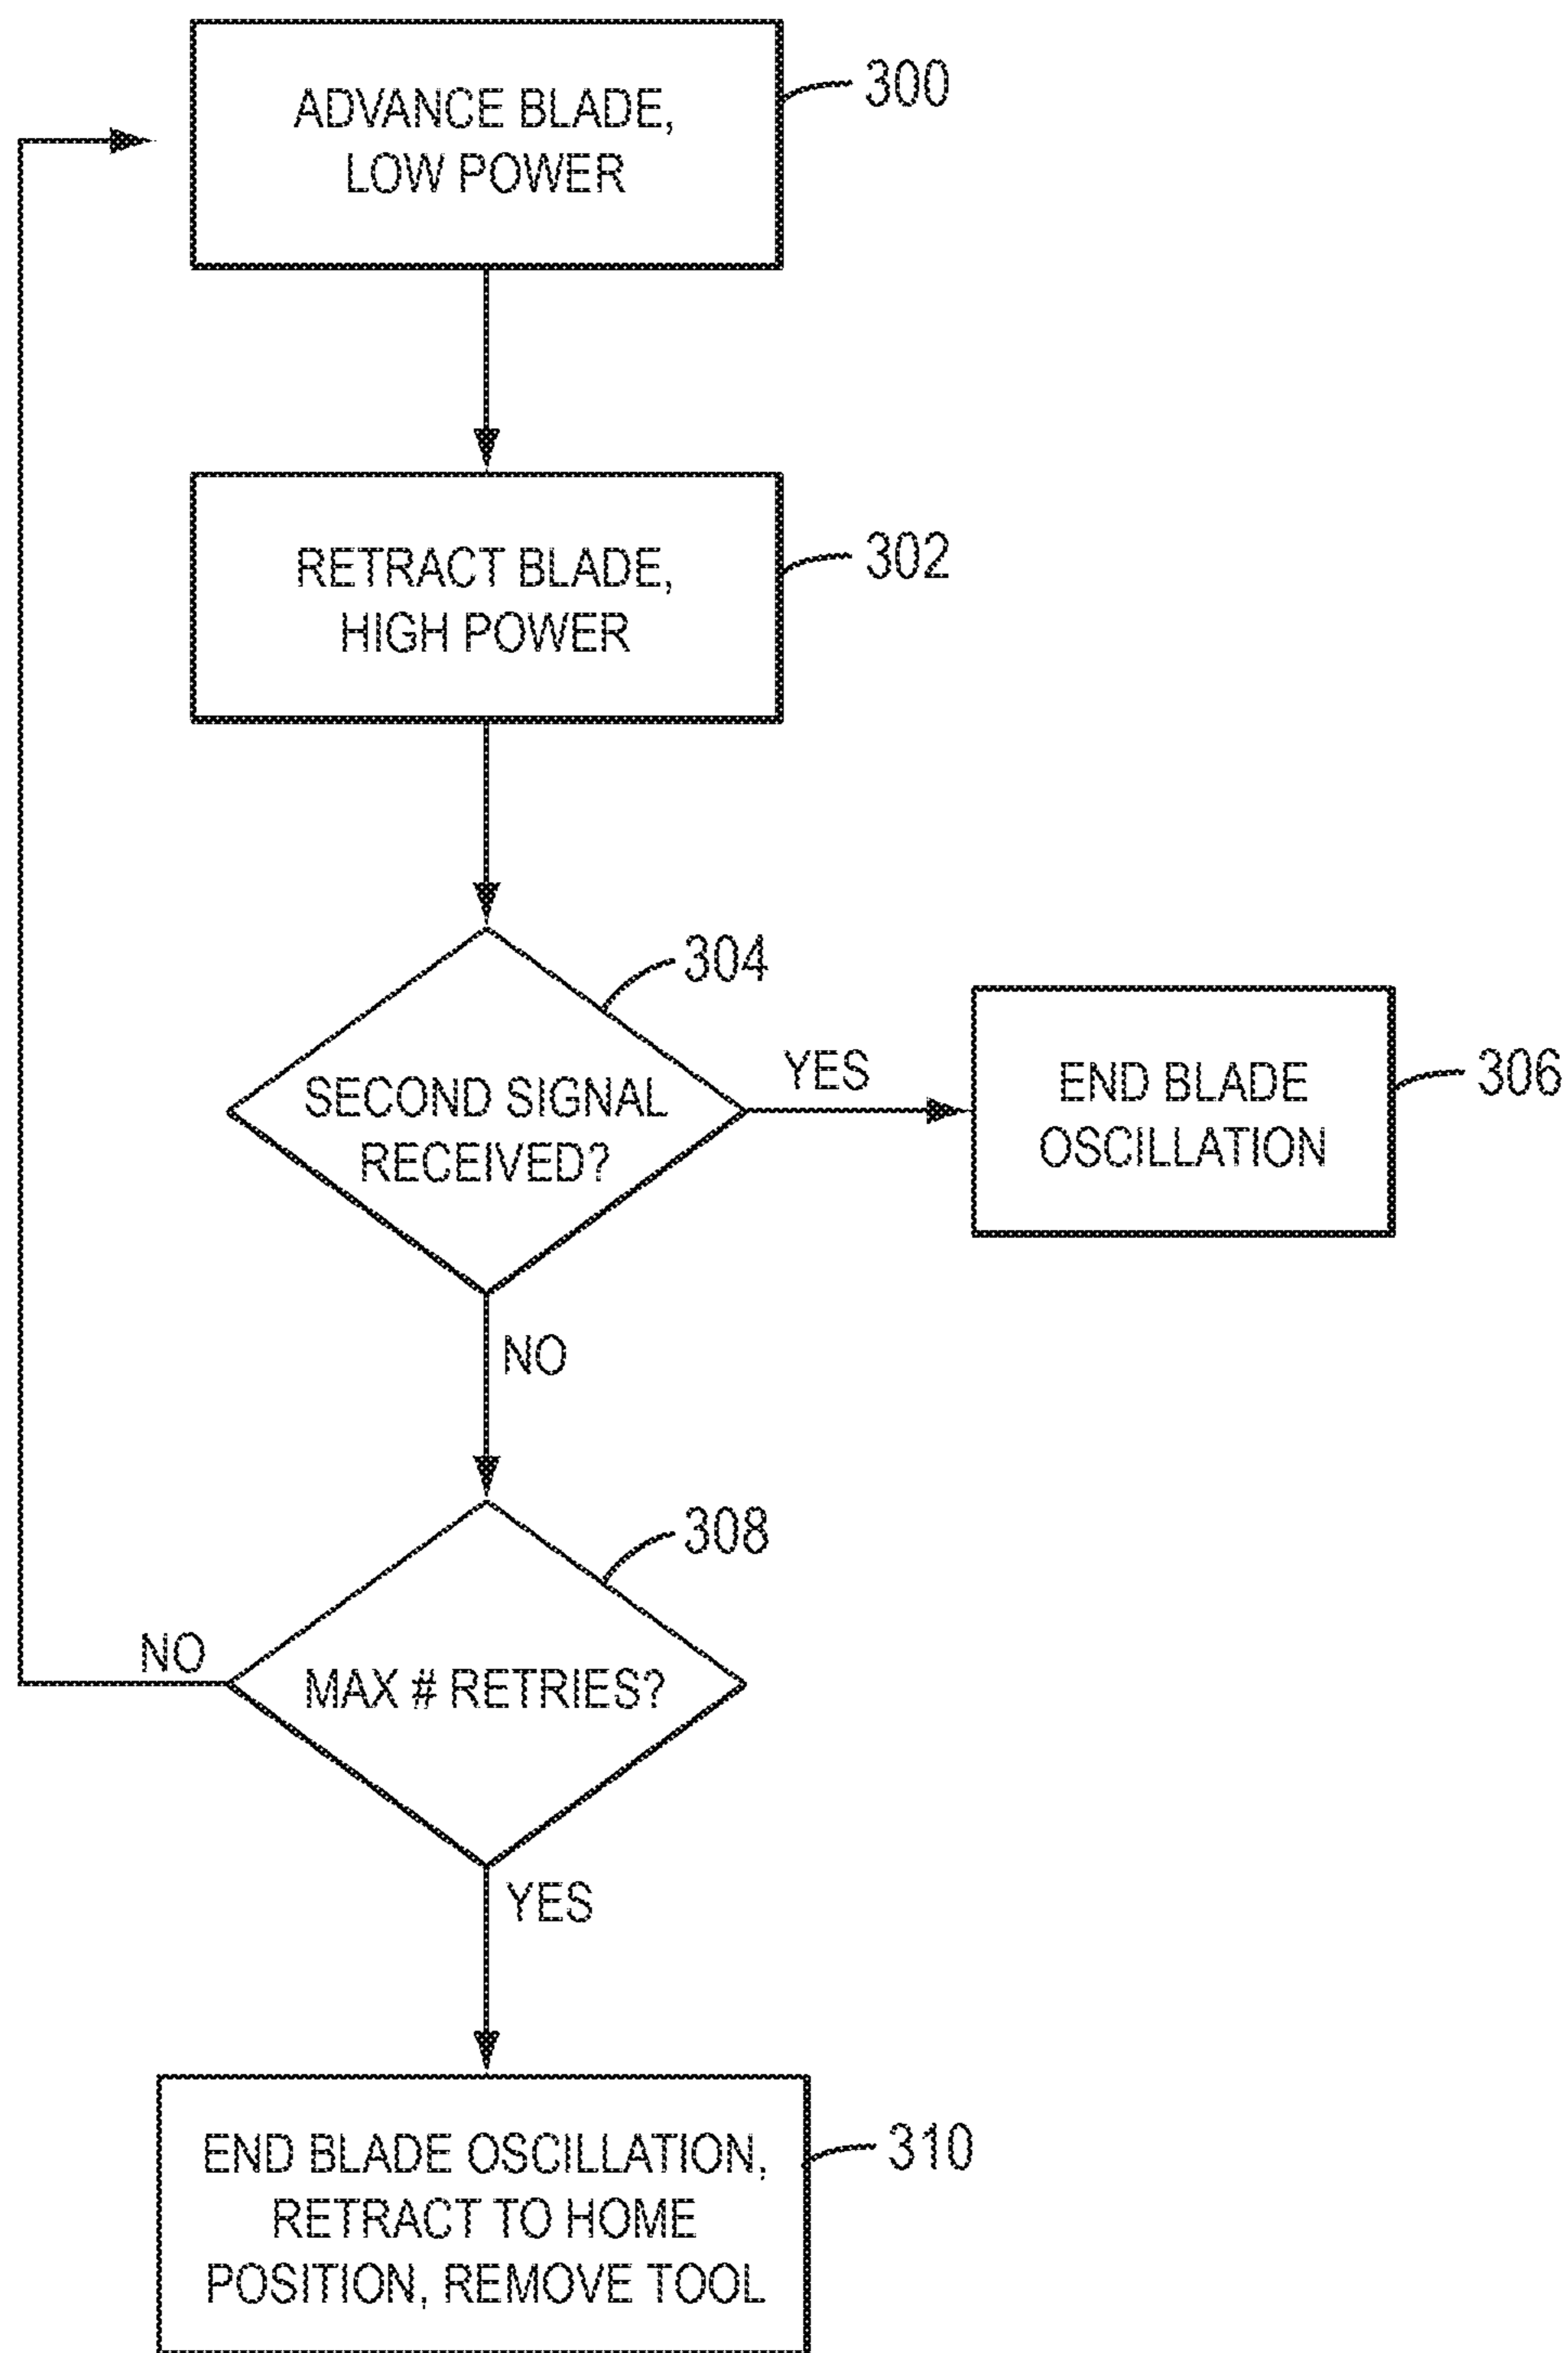 ADVANCE BLADE,
LOW POWER
300
RETRACT BLADE,
HIGH POWER
302
304
SECOND SIGNAL
RECEIVED?
YES
END BLADE
OSCILLATION
306
NO
308
MAX # RETRIES?
NO
YES
END BLADE OSCILLATION,
RETRACT TO HOME
POSITION, REMOVE TOOL
310